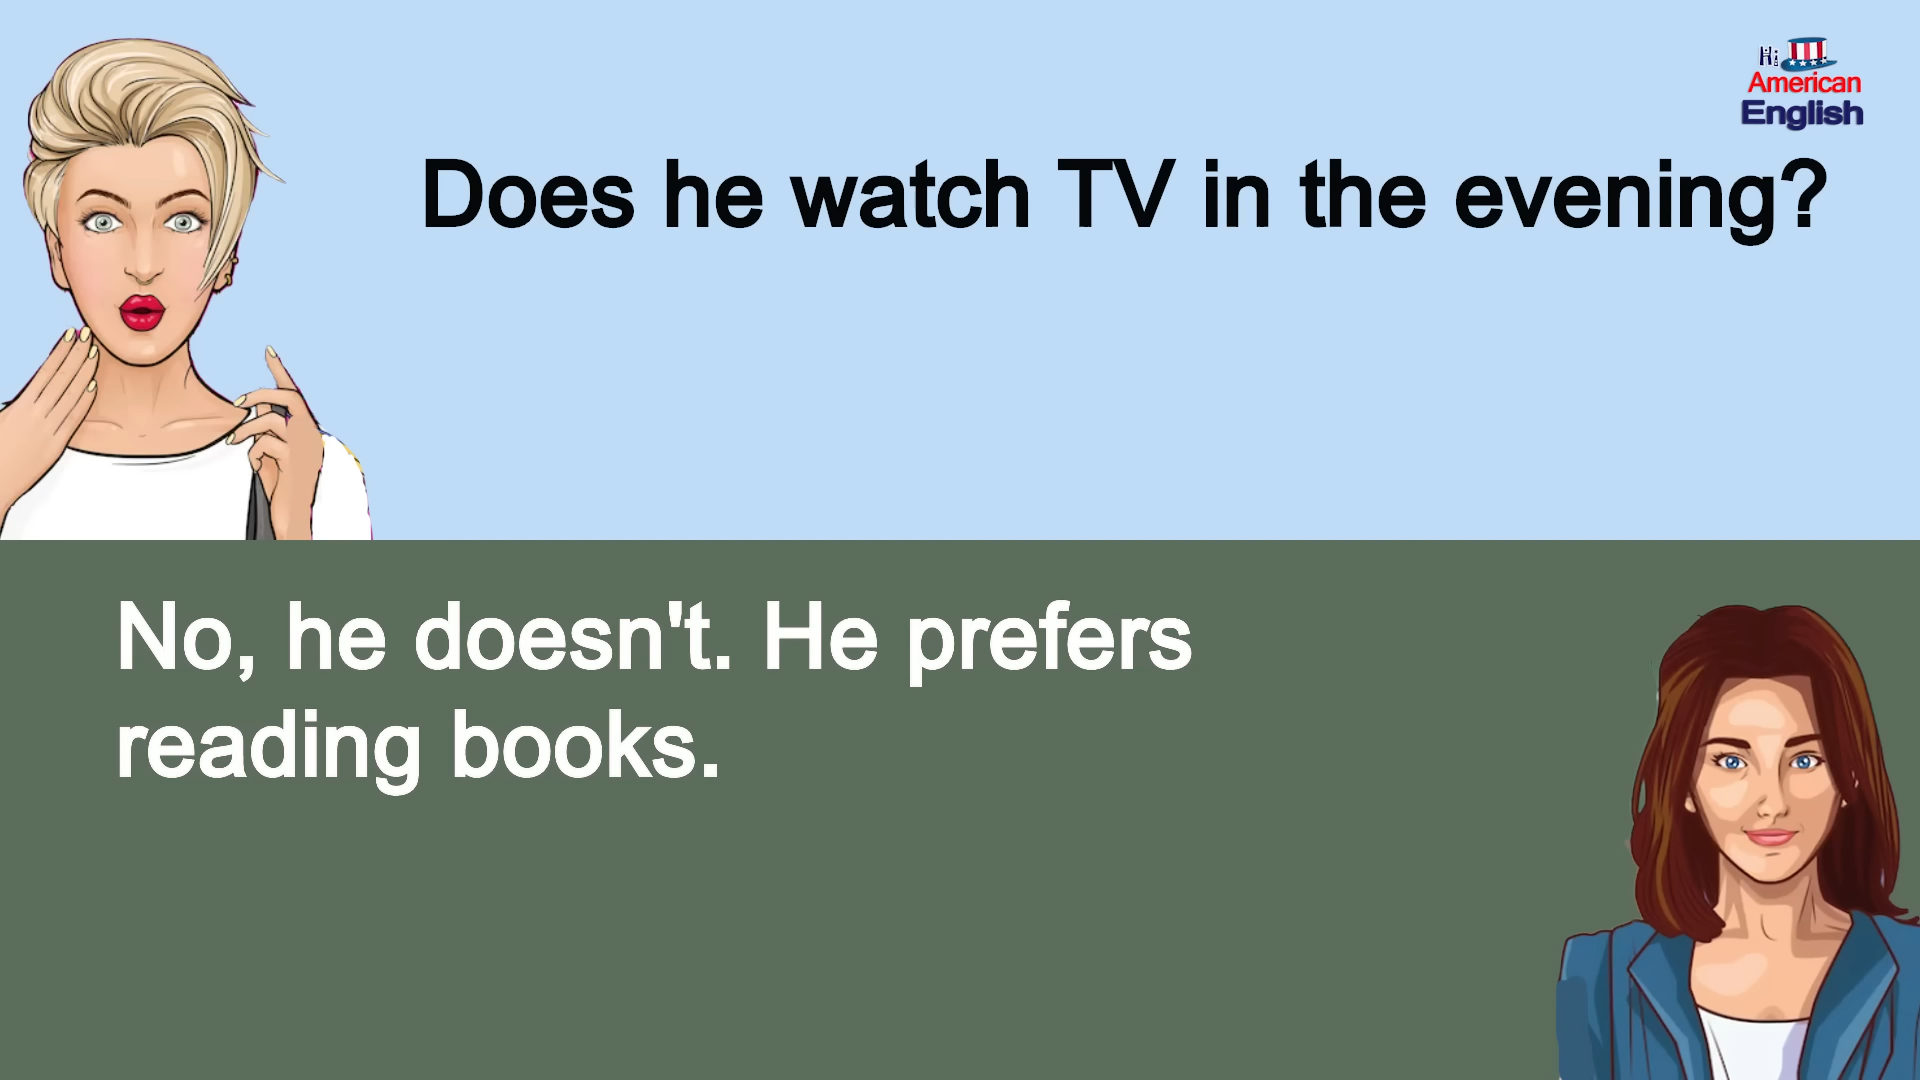 Hi
American
English
Does he watch TV in the evening?
No, he doesn't. He prefers
reading books.